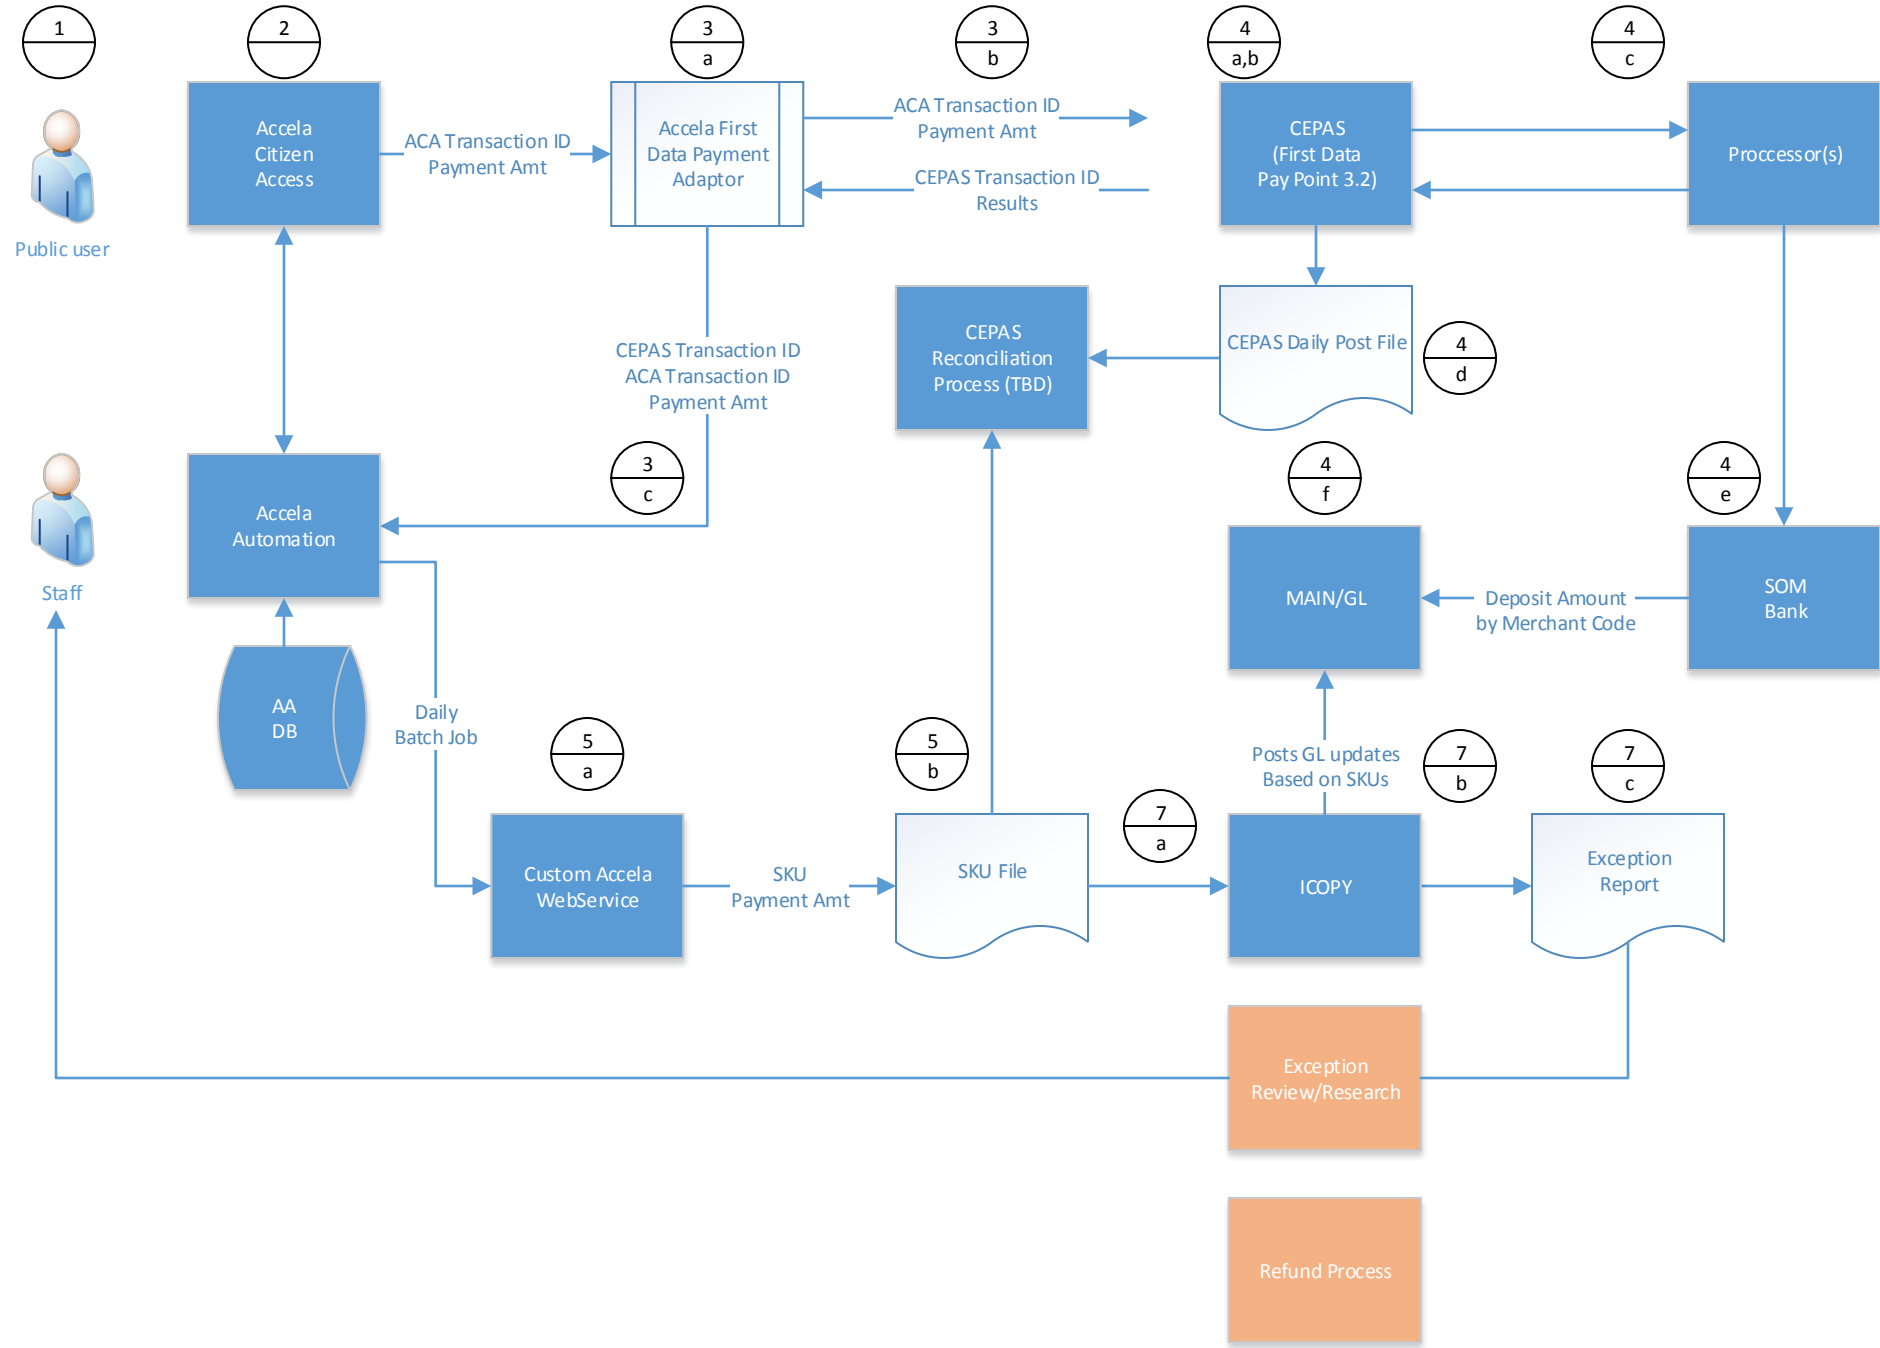 1
2
3
a
3
b
4
a,b
4
c
Public user
Accela
Citizen
Access
ACA Transaction ID
Payment Amt
Accela First
Data Payment
Adaptor
ACA Transaction ID
Payment Amt
CEPAS Transaction ID
Results
CEPAS
(First Data
Pay Point 3.2)
Proccessor(s)
CEPAS Transaction ID
ACA Transaction ID
Payment Amt
CEPAS
Reconciliation
Process (TBD)
CEPAS Daily Post File
4
d
Staff
Accela
Automation
3
c
4
f
4
e
MAIN/GL
Deposit Amount
by Merchant Code
SOM
Bank
AA
DB
Daily
Batch Job
5
a
5
b
Posts GL updates
Based on SKUs
7
b
7
c
7
a
Custom Accela
WebService
SKU
Payment Amt
SKU File
ICOPY
Exception
Report
Exception
Review/Research
Refund Process